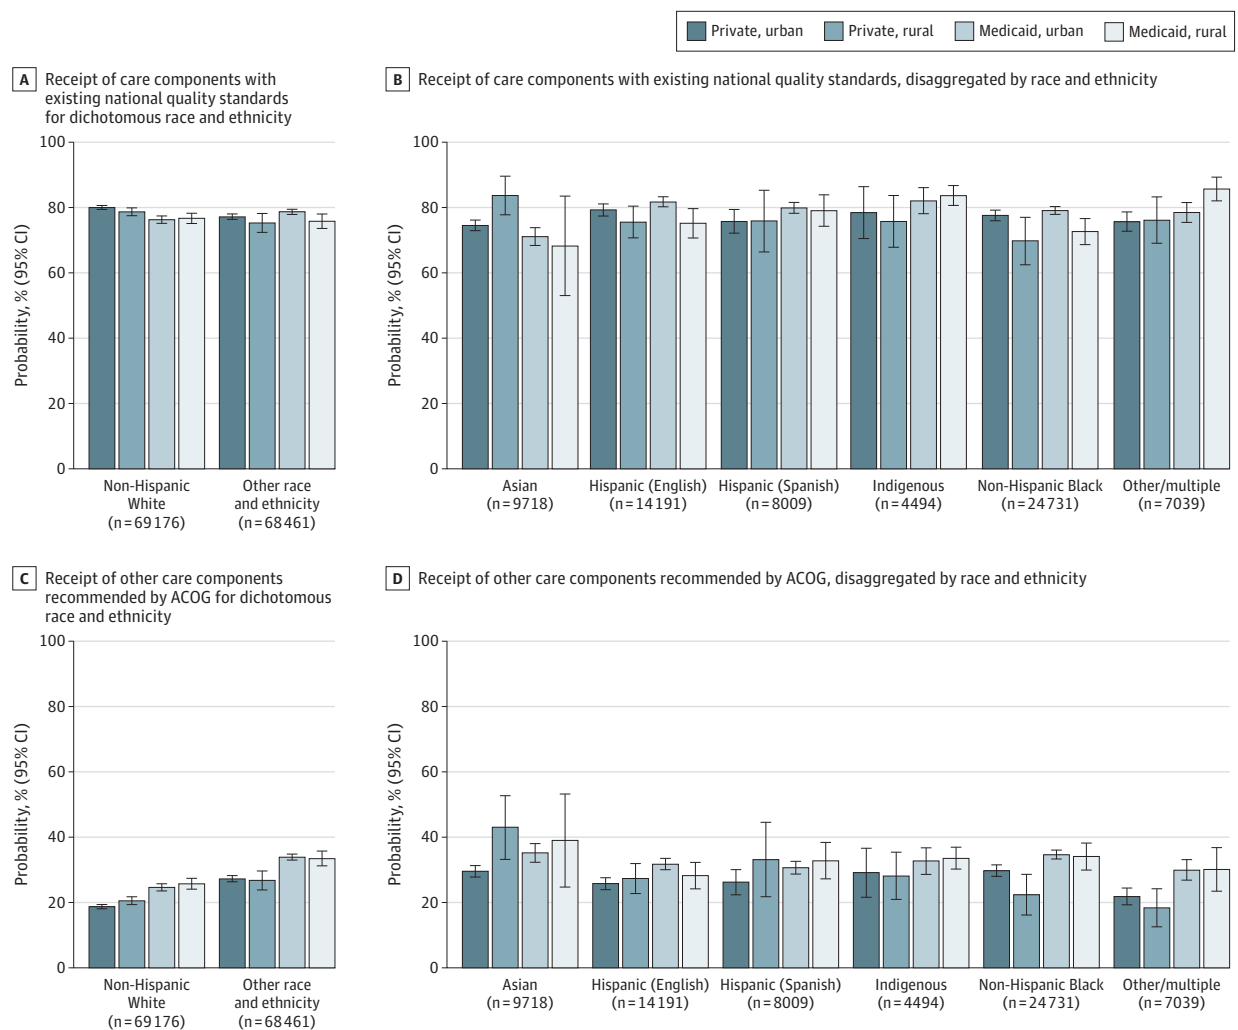 Private, urban
Private, rural
Medicaid, urban
Medicaid, rural
A Receipt of care components with
existing national quality standards
for dichotomous race and ethnicity
100
80
60
40
20
0
Probability, % (95% CI)
Non-Hispanic
White
(n=69176)
Other race
and ethnicity
(n=68461)
B Receipt of care components with existing national quality standards, disaggregated by race and ethnicity
100
80
60
40
20
0
Probability, % (95% CI)
Asian
(n=9718)
Hispanic (English)
(n=14191)
Hispanic (Spanish)
(n=8009)
Indigenous
(n=4494)
Non-Hispanic Black
(n=24731)
Other/multiple
(n=7039)
C Receipt of other care components
recommended by ACOG for dichotomous
race and ethnicity
100
80
60
40
20
0
Probability, % (95% CI)
Non-Hispanic
White
(n=69176)
Other race
and ethnicity
(n=68461)
D Receipt of other care components recommended by ACOG, disaggregated by race and ethnicity
100
80
60
40
20
0
Probability, % (95% CI)
Asian
(n=9718)
Hispanic (English)
(n=14191)
Hispanic (Spanish)
(n=8009)
Indigenous
(n=4494)
Non-Hispanic Black
(n=24731)
Other/multiple
(n=7039)